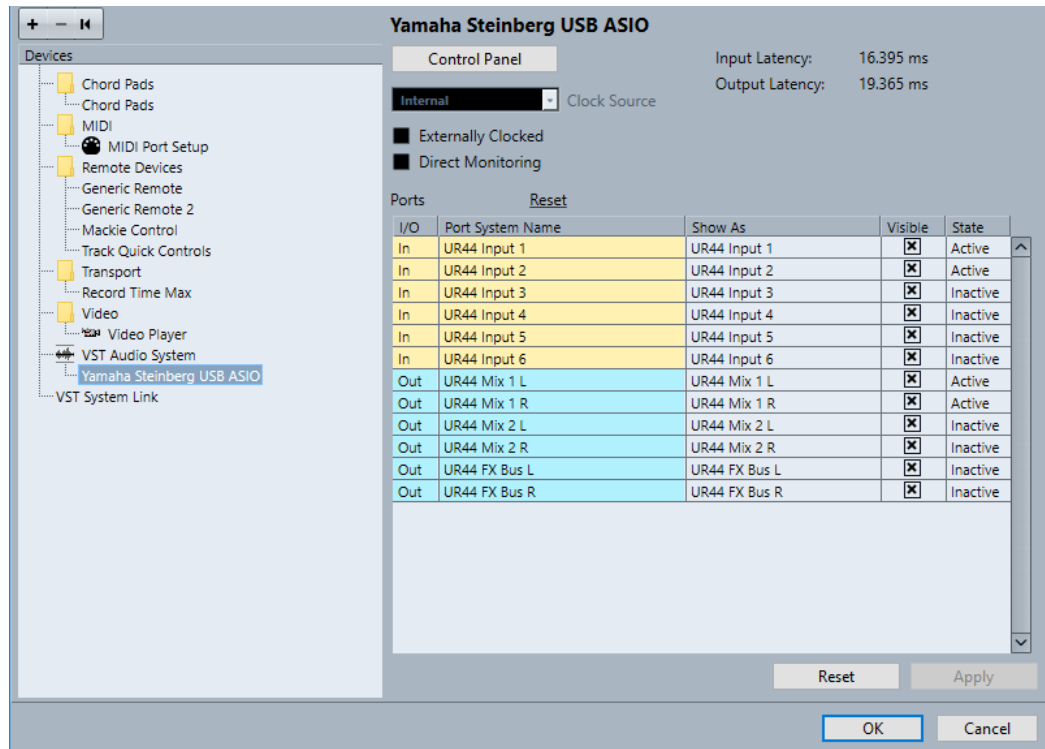 + −
Devices
Chord Pads
Chord Pads
MIDI
MIDI Port Setup
Remote Devices
Generic Remote
Generic Remote 2
Mackie Control
Track Quick Controls
Transport
Record Time Max
Video
Video Player
VST Audio System
Yamaha Steinberg USB ASIO
VST System Link
Yamaha Steinberg USB ASIO
Control Panel
Input Latency: 16.395 ms
Output Latency: 19.365 ms
Internal Clock Source
Externally Clocked
Direct Monitoring
Ports Reset
I/O Port System Name Show As Visible State
In UR44 Input 1 UR44 Input 1 Active
In UR44 Input 2 UR44 Input 2 Active
In UR44 Input 3 UR44 Input 3 Inactive
In UR44 Input 4 UR44 Input 4 Inactive
In UR44 Input 5 UR44 Input 5 Inactive
In UR44 Input 6 UR44 Input 6 Inactive
Out UR44 Mix 1 L UR44 Mix 1 L Active
Out UR44 Mix 1 R UR44 Mix 1 R Active
Out UR44 Mix 2 L UR44 Mix 2 L Inactive
Out UR44 Mix 2 R UR44 Mix 2 R Inactive
Out UR44 FX Bus L UR44 FX Bus L Inactive
Out UR44 FX Bus R UR44 FX Bus R Inactive
Reset Apply
OK Cancel